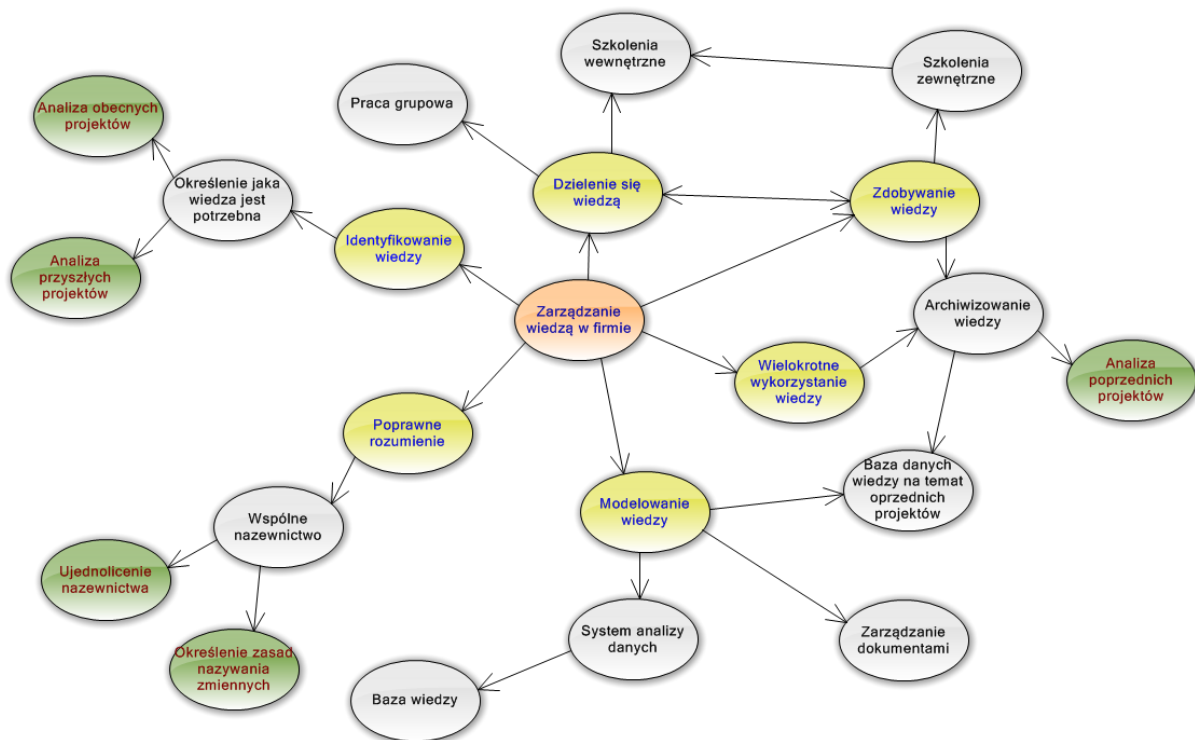 Szkolenia
wewnętrzne
Szkolenia
zewnętrzne
Praca grupowa
Analiza obecnych
projektów
Dzielenie się
wiedzą
Zdobywanie
wiedzy
Określenie jaka
wiedza jest
potrzebna
Identyfikowanie
wiedzy
Analiza
przyszłych
projektów
Zarządzanie
wiedzą w firmie
Archiwizowanie
wiedzy
Wielokrotne
wykorzystanie
wiedzy
Analiza
poprzednich
projektów
Poprawne
rozumienie
Baza danych
wiedzy na temat
oprzednich
projektów
Modelowanie
wiedzy
Wspólne
nazewnictwo
Ujednolicenie
nazewnictwa
System analizy
danych
Zarządzanie
dokumentami
Określenie zasad
nazywania
zmiennych
Baza wiedzy